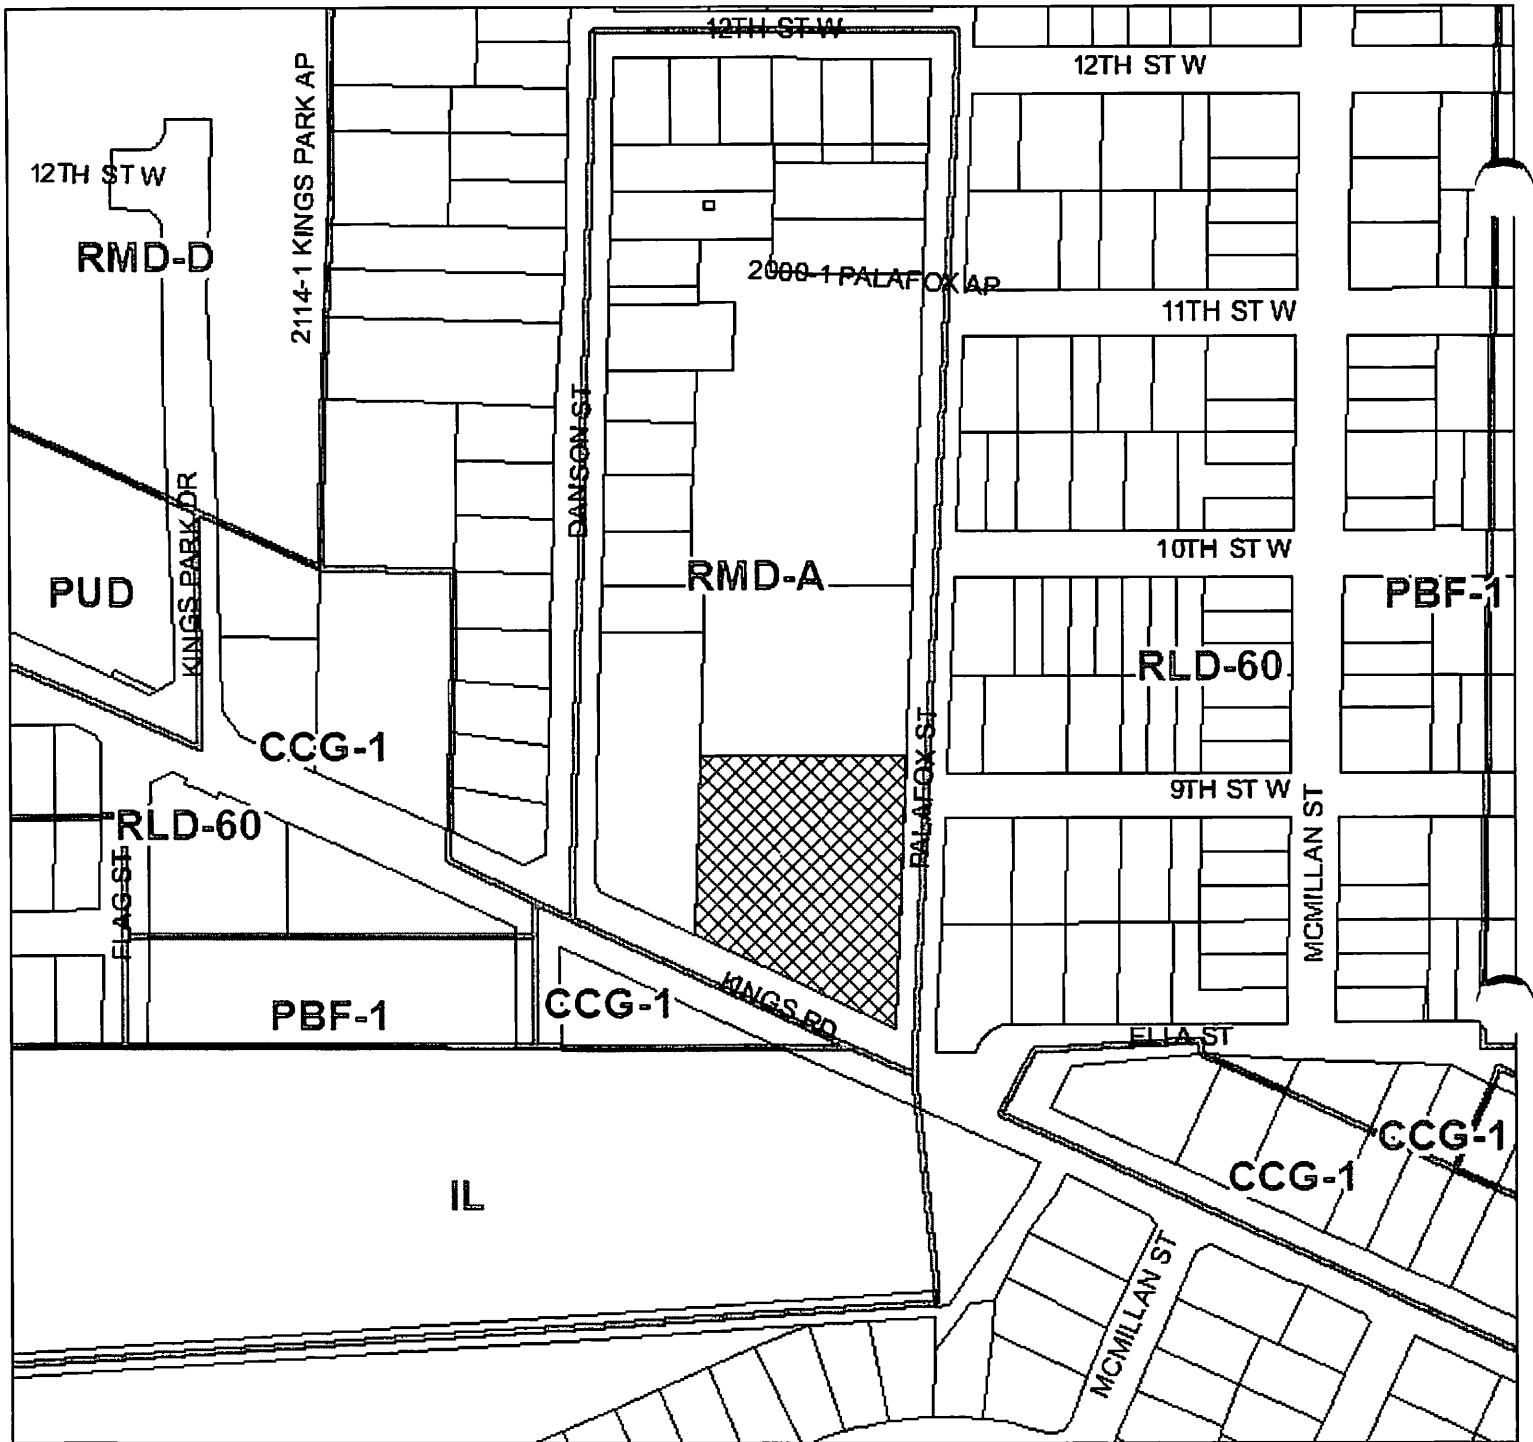 12TH ST W
12TH ST W
2114-1 KINGS PARK AP
12TH ST W
RMD-D
2000-1 PALAFOX AP
11TH ST W
DANSON ST
KINGS PARK DR
10TH ST W
RMD-A
PUD
PBF-1
RLD-60
PALAFOX ST
CCG-1
9TH ST W
MCMILLAN ST
RLD-60
FLAG ST
KINGS RD
CCG-1
PBF-1
ELLA ST
CCG-1
CCG-1
IL
MCMILLAN ST